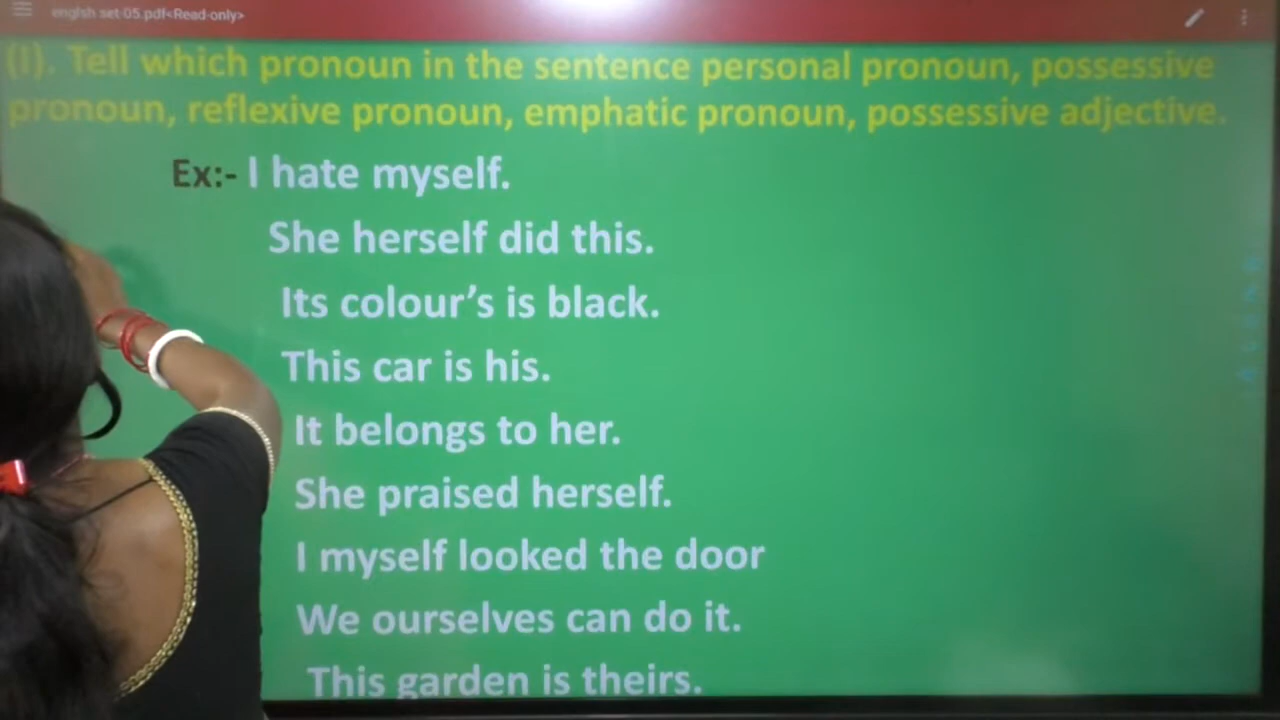 english set-05.pdf<Read-only>
(I). Tell which pronoun in the sentence personal pronoun, possessive
pronoun, reflexive pronoun, emphatic pronoun, possessive adjective.
Ex:- I hate myself.
She herself did this.
Its colour’s is black.
This car is his.
It belongs to her.
She praised herself.
I myself looked the door
We ourselves can do it.
This garden is theirs.